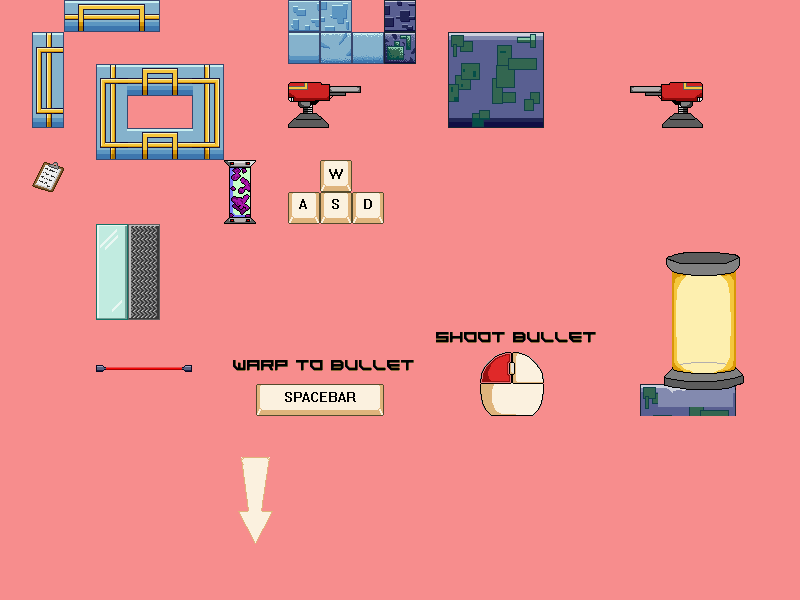 W
A S D
SHOOT BULLET
WARP TO BULLET
SPACEBAR